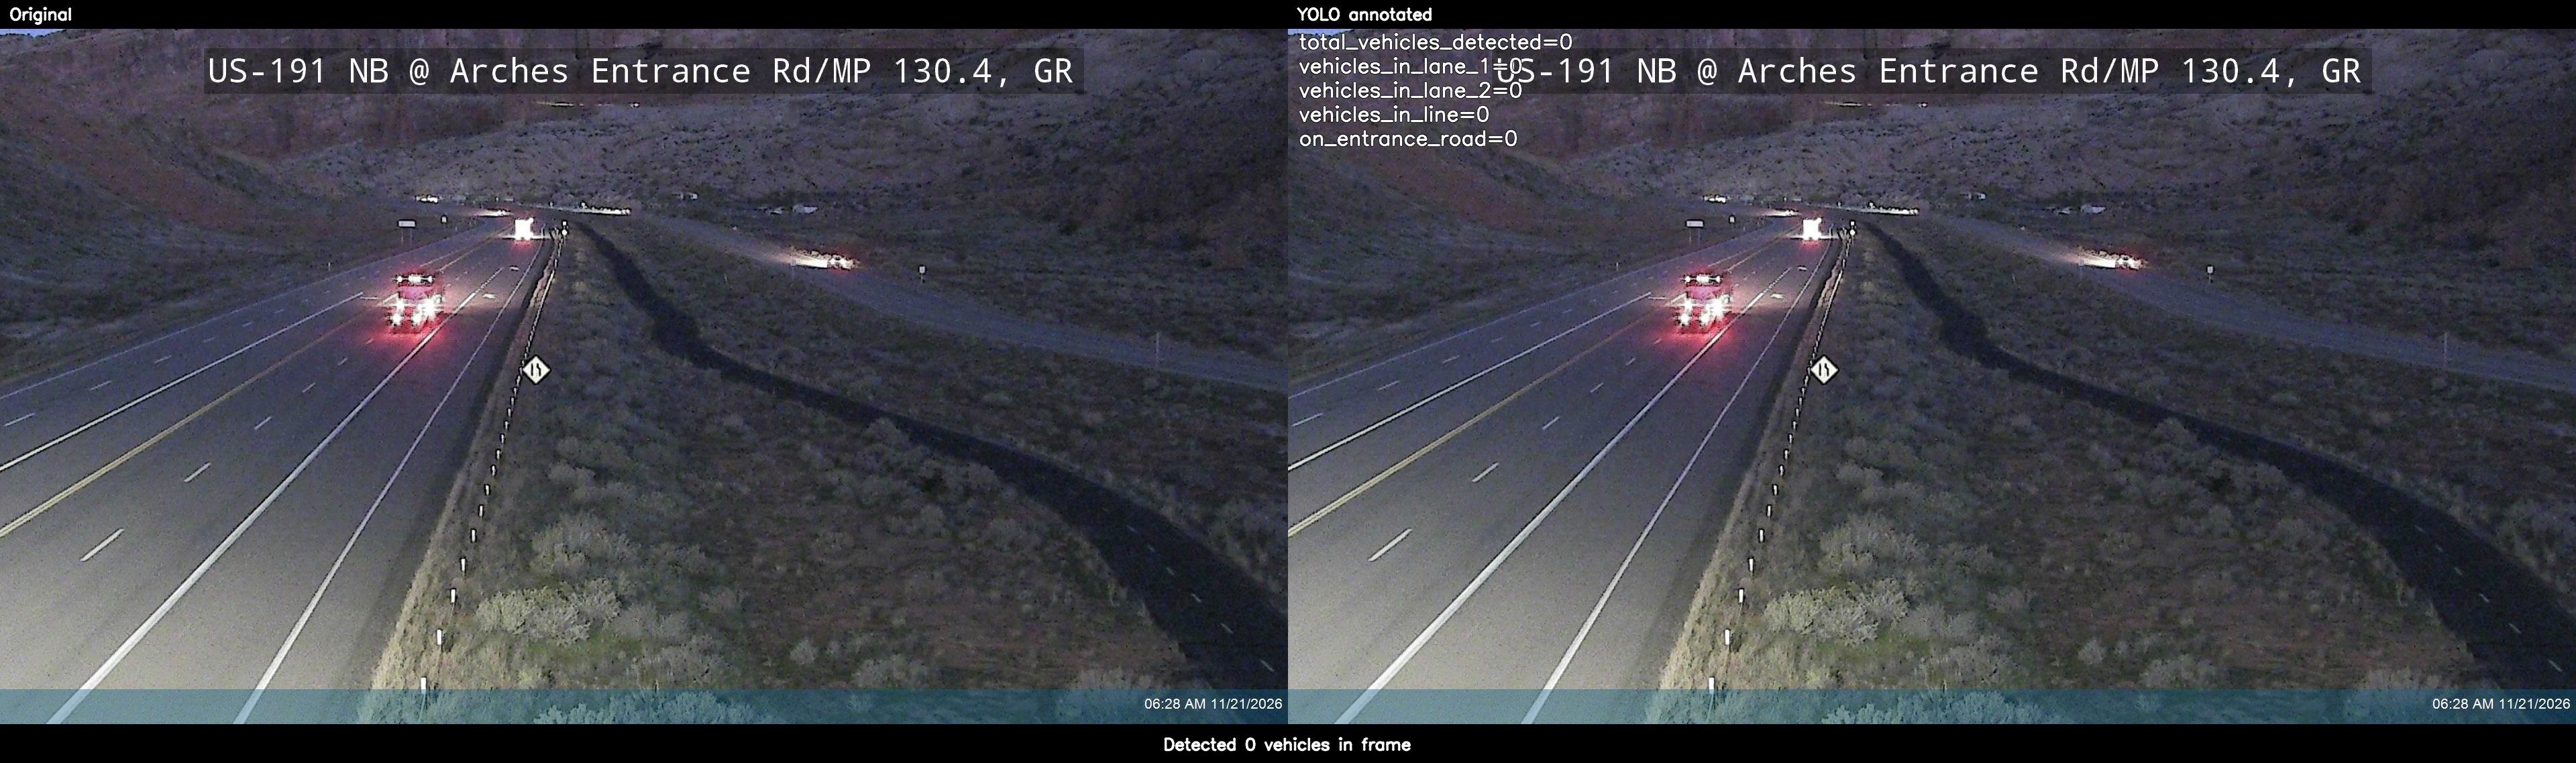 Original
US-191 NB @ Arches Entrance Rd/MP 130.4, GR
06:28 AM 11/21/2026
YOLO annotated
total_vehicles_detected=0
vehicles_in_lane_1=0
vehicles_in_lane_2=0
vehicles_in_line=0
on_entrance_road=0
US-191 NB @ Arches Entrance Rd/MP 130.4, GR
06:28 AM 11/21/2026
Detected 0 vehicles in frame